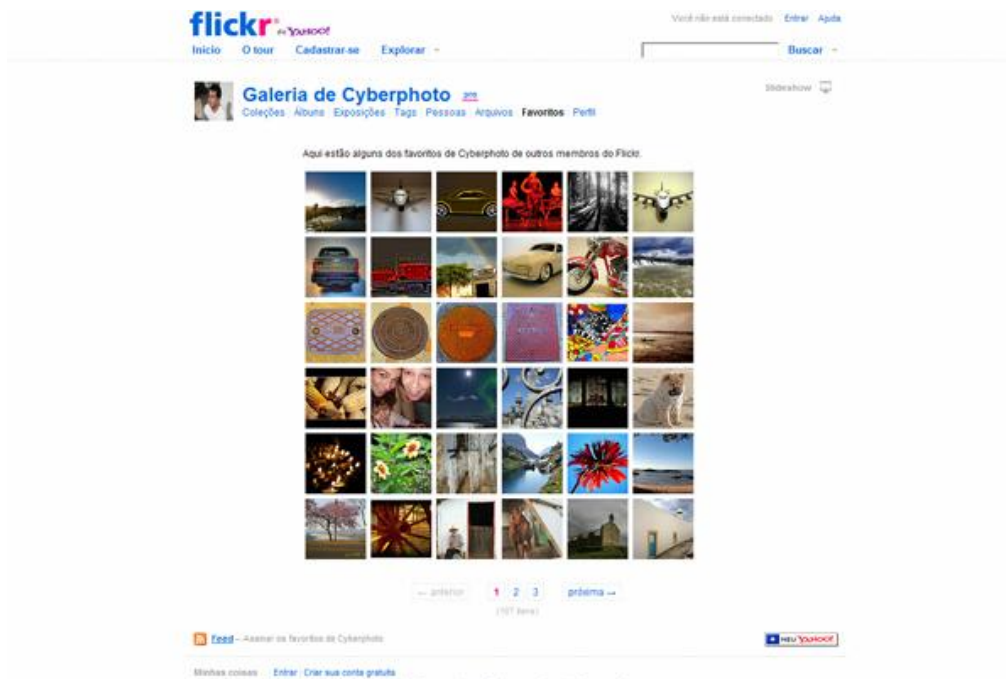 flickr de YAHOO!
Você não está conectado Entrar Ajuda
Início O tour Cadastrar-se Explorar
Buscar
Galeria de Cyberphoto pro
Slideshow
Coleções Álbuns Exposições Tags Pessoas Arquivos Favoritos Perfil
Aqui estão alguns dos favoritos de Cyberphoto de outros membros do Flickr.
← anterior 1 2 3 próxima →
itens)
Feed – Assinar os favoritos de Cyberphoto
MEU YAHOO!
Minhas coisas Entrar Criar sua conta gratuita